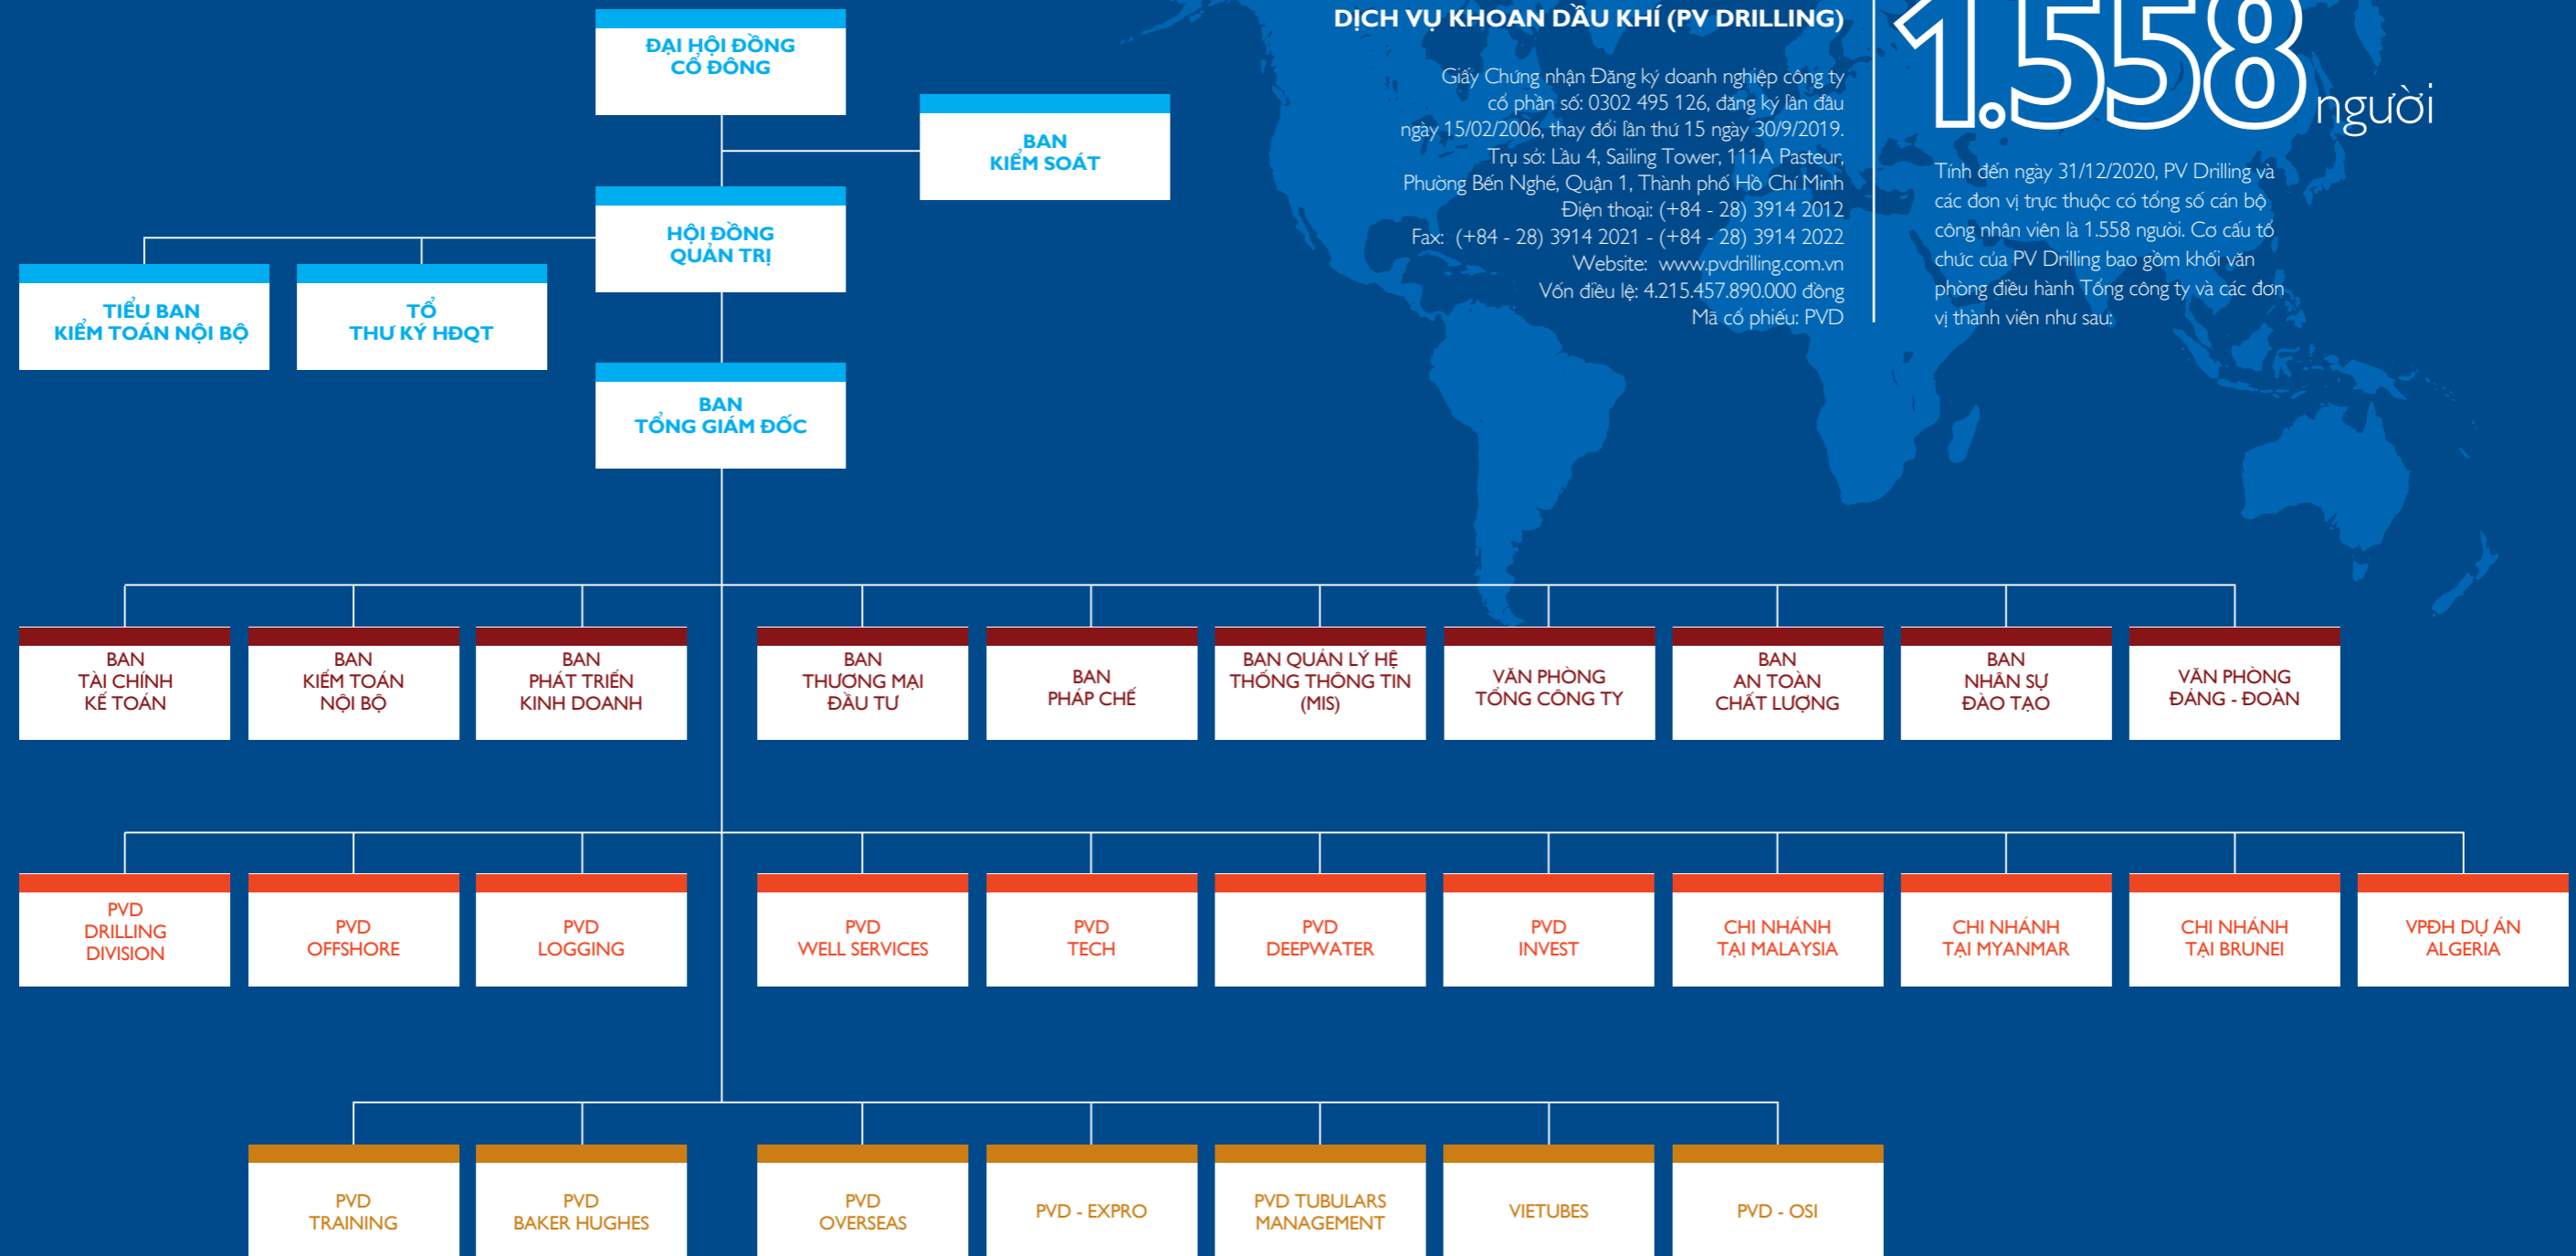 ĐẠI HỘI ĐỒNG
CỔ ĐÔNG
BAN
KIỂM SOÁT
HỘI ĐỒNG
QUẢN TRỊ
TIỂU BAN
KIỂM TOÁN NỘI BỘ
TỔ
THƯ KÝ HĐQT
BAN
TỔNG GIÁM ĐỐC
DỊCH VỤ KHOAN DẦU KHÍ (PV DRILLING)
Giấy Chứng nhận Đăng ký doanh nghiệp công ty
cổ phần số: 0302 495 126, đăng ký lần đầu
ngày 15/02/2006, thay đổi lần thứ 15 ngày 30/9/2019.
Trụ sở: Lầu 4, Sailing Tower, 111A Pasteur,
Phường Bến Nghé, Quận 1, Thành phố Hồ Chí Minh
Điện thoại: (+84 - 28) 3914 2012
Fax: (+84 - 28) 3914 2021 - (+84 - 28) 3914 2022
Website: www.pvdrilling.com.vn
Vốn điều lệ: 4.215.457.890.000 đồng
Mã cổ phiếu: PVD
1.558 người
Tính đến ngày 31/12/2020, PV Drilling và
các đơn vị trực thuộc có tổng số cán bộ
công nhân viên là 1.558 người. Cơ cấu tổ
chức của PV Drilling bao gồm khối văn
phòng điều hành Tổng công ty và các đơn
vị thành viên như sau:
BAN
TÀI CHÍNH
KẾ TOÁN
BAN
KIỂM TOÁN
NỘI BỘ
BAN
PHÁT TRIỂN
KINH DOANH
BAN
THƯƠNG MẠI
ĐẦU TƯ
BAN
PHÁP CHẾ
BAN QUẢN LÝ HỆ
THỐNG THÔNG TIN
(MIS)
VĂN PHÒNG
TỔNG CÔNG TY
BAN
AN TOÀN
CHẤT LƯỢNG
BAN
NHÂN SỰ
ĐÀO TẠO
VĂN PHÒNG
ĐẢNG - ĐOÀN
PVD
DRILLING
DIVISION
PVD
OFFSHORE
PVD
LOGGING
PVD
WELL SERVICES
PVD
TECH
PVD
DEEPWATER
PVD
INVEST
CHI NHÁNH
TẠI MALAYSIA
CHI NHÁNH
TẠI MYANMAR
CHI NHÁNH
TẠI BRUNEI
VPĐH DỰ ÁN
ALGERIA
PVD
TRAINING
PVD
BAKER HUGHES
PVD
OVERSEAS
PVD - EXPRO
PVD TUBULARS
MANAGEMENT
VIETUBES
PVD - OSI